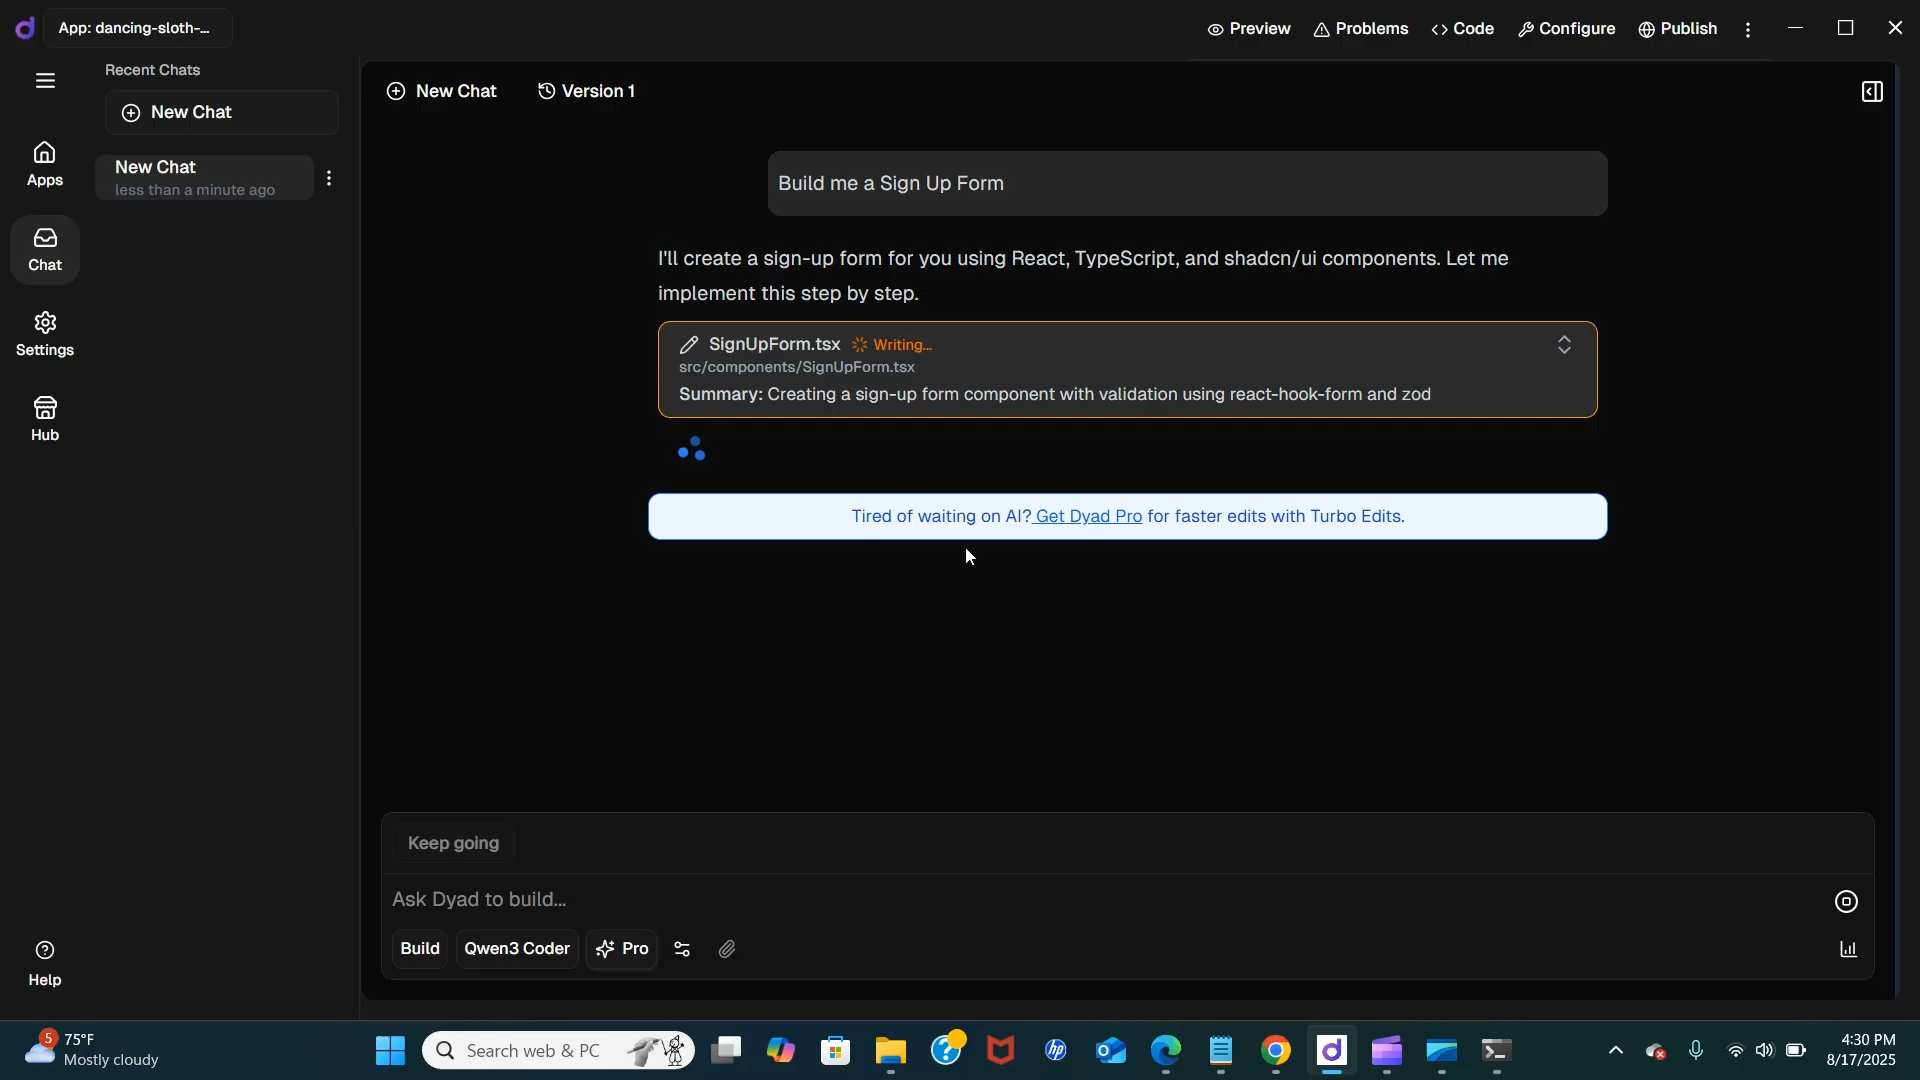 App: dancing-sloth-...
Preview
Problems
Code
Configure
Publish
Recent Chats
New Chat
New Chat
less than a minute ago
Apps
Chat
Settings
Hub
Help
New Chat
Version 1
Build me a Sign Up Form
I'll create a sign-up form for you using React, TypeScript, and shadcn/ui components. Let me
implement this step by step.
SignUpForm.tsx Writing...
src/components/SignUpForm.tsx
Summary: Creating a sign-up form component with validation using react-hook-form and zod
Tired of waiting on AI? Get Dyad Pro for faster edits with Turbo Edits.
Keep going
Ask Dyad to build...
Build
Qwen3 Coder
Pro
5
75°F
Mostly cloudy
Search web & PC
hp
4:30 PM
8/17/2025